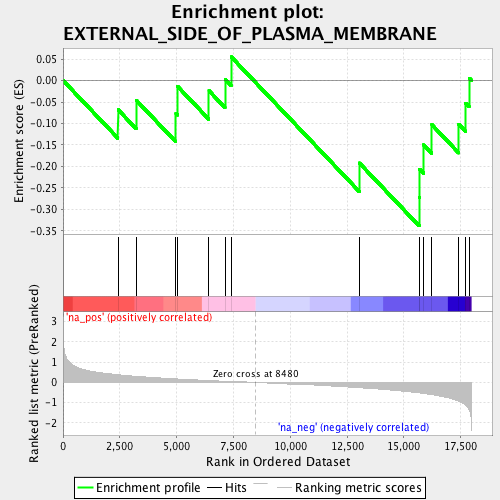 Enrichment plot:
EXTERNAL_SIDE_OF_PLASMA_MEMBRANE
Enrichment score (ES)
0.05
0.00
-0.05
-0.10
-0.15
-0.20
-0.25
-0.30
-0.35
'na_pos' (positively correlated)
Ranked list metric (PreRanked)
3
2
1
0
-1
-2
Zero cross at 8480
'na_neg' (negatively correlated)
0
2,500
5,000
7,500
10,000
12,500
15,000
17,500
Rank in Ordered Dataset
Enrichment profile
Hits
Ranking metric scores